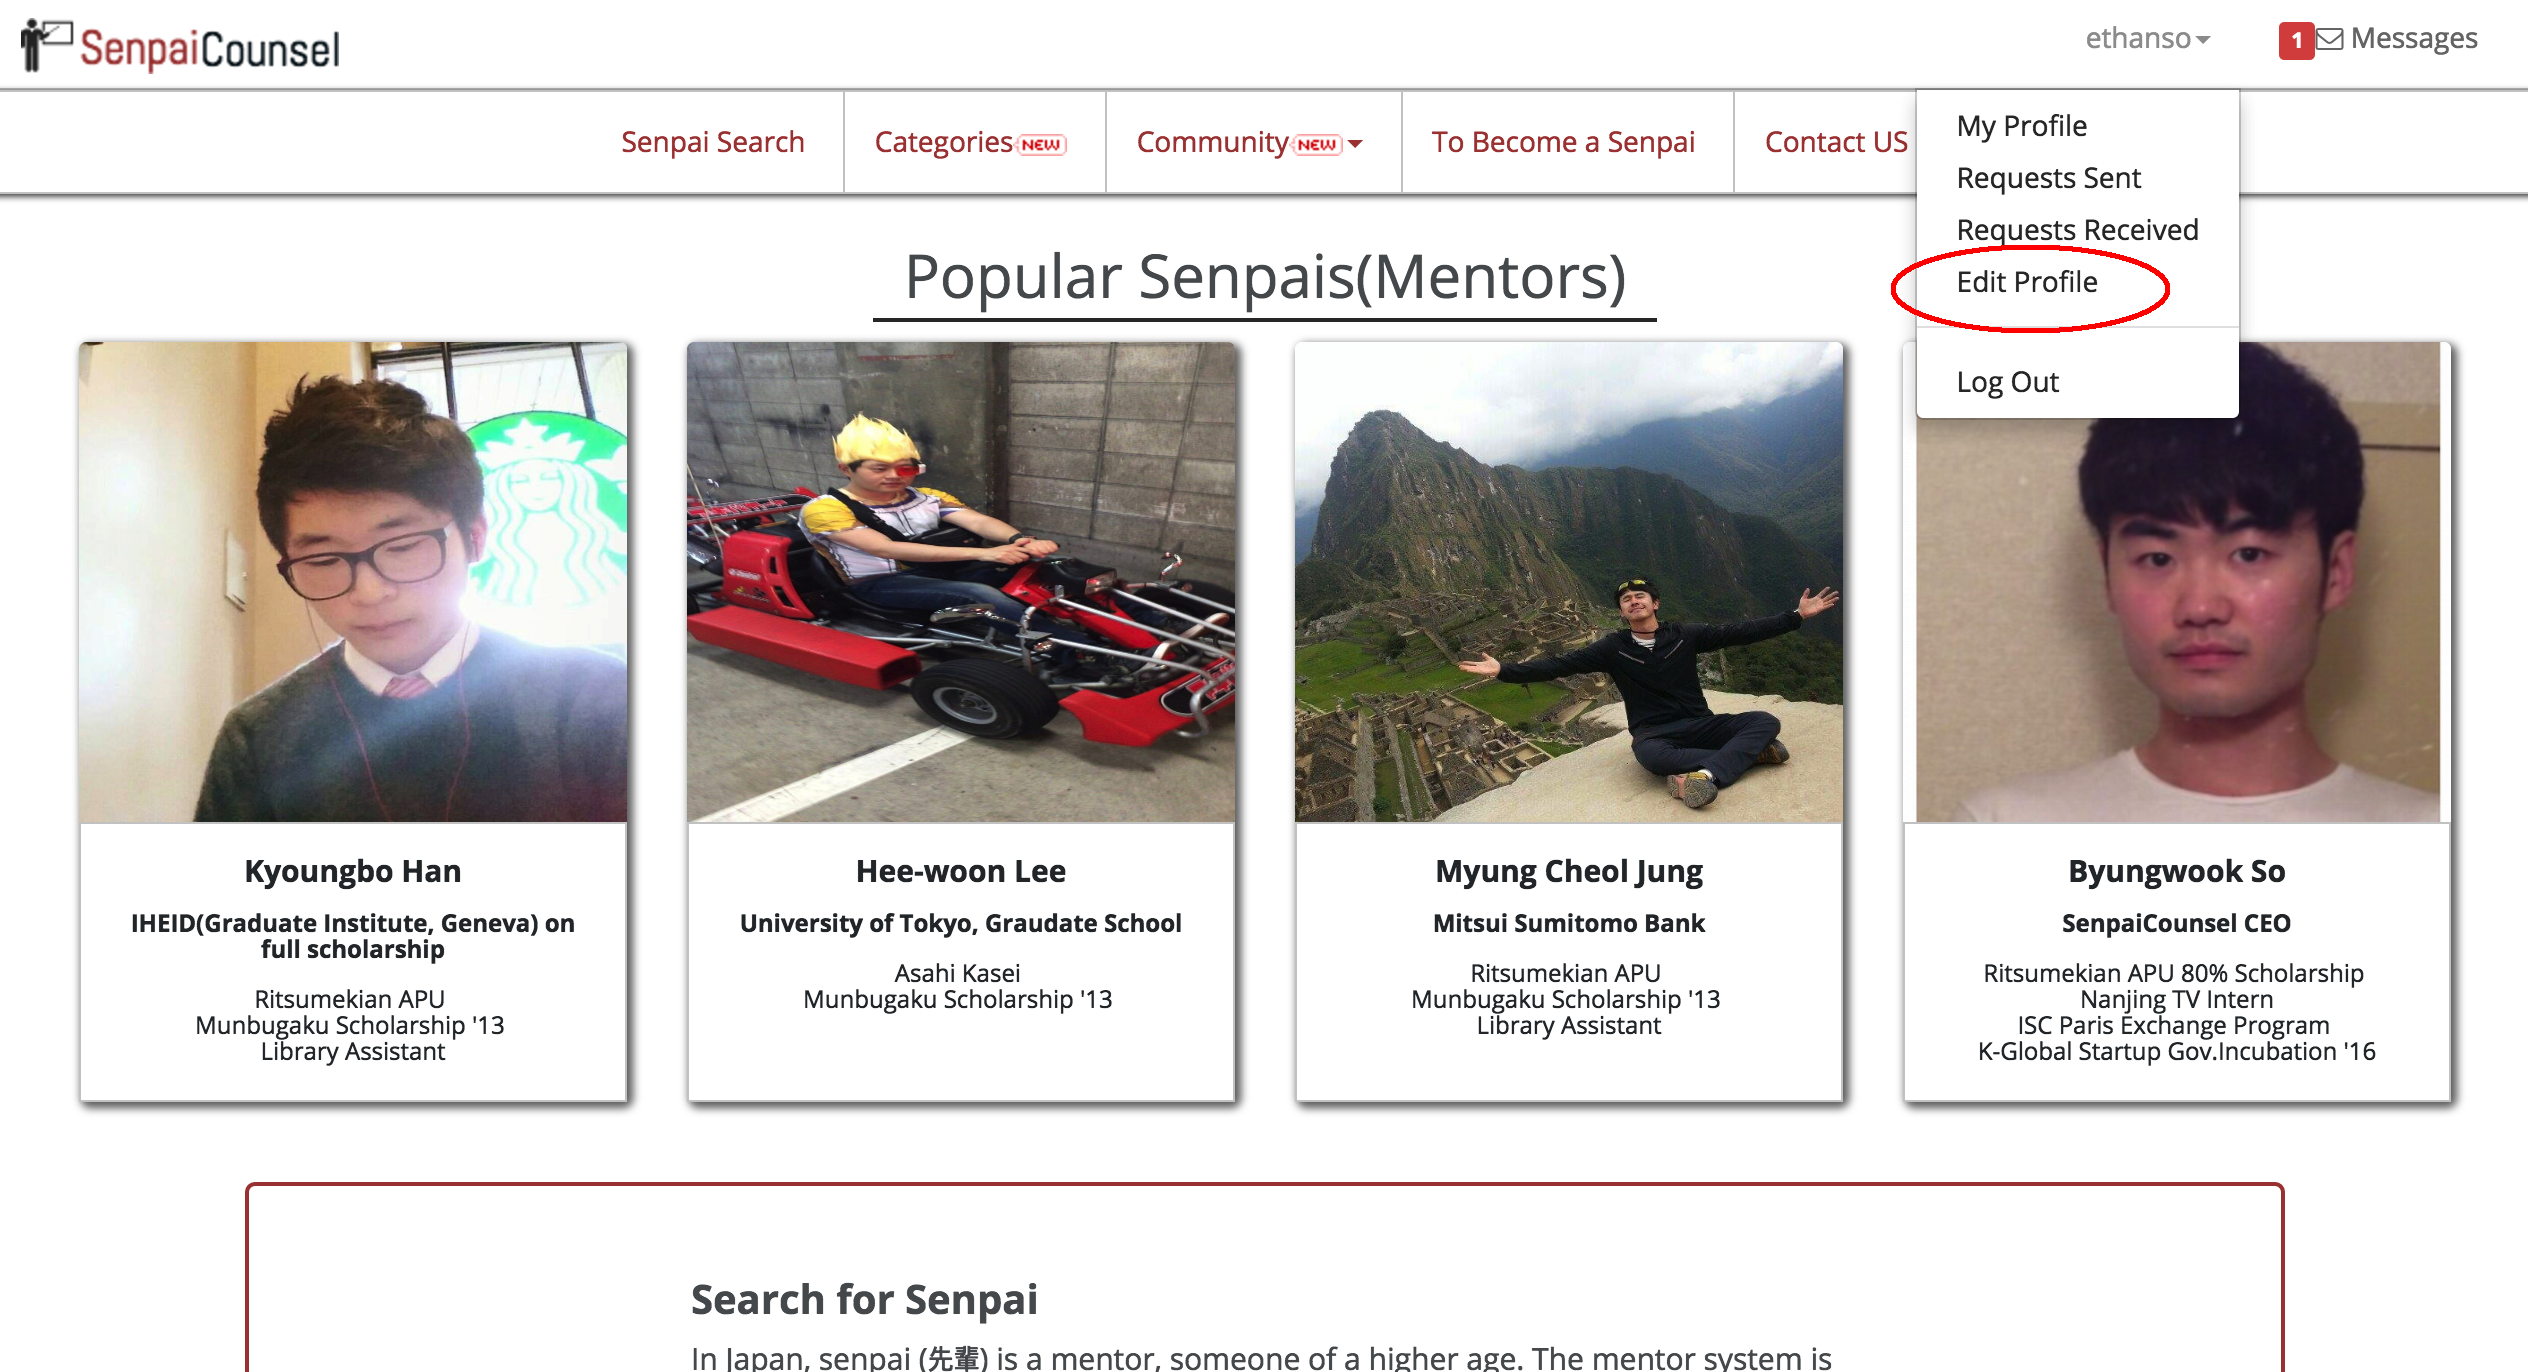 SenpaiCounsel
ethanso
1 Messages
Senpai Search
Categories NEW
Community NEW
To Become a Senpai
Contact US
My Profile
Requests Sent
Requests Received
Edit Profile
Log Out
Popular Senpais(Mentors)
Kyoungbo Han
IHEID(Graduate Institute, Geneva) on
full scholarship
Ritsumekian APU
Munbugaku Scholarship '13
Library Assistant
Hee-woon Lee
University of Tokyo, Graudate School
Asahi Kasei
Munbugaku Scholarship '13
Myung Cheol Jung
Mitsui Sumitomo Bank
Ritsumekian APU
Munbugaku Scholarship '13
Library Assistant
Byungwook So
SenpaiCounsel CEO
Ritsumekian APU 80% Scholarship
Nanjing TV Intern
ISC Paris Exchange Program
K-Global Startup Gov.Incubation '16
Search for Senpai
In Japan, senpai (先輩) is a mentor, someone of a higher age. The mentor system is